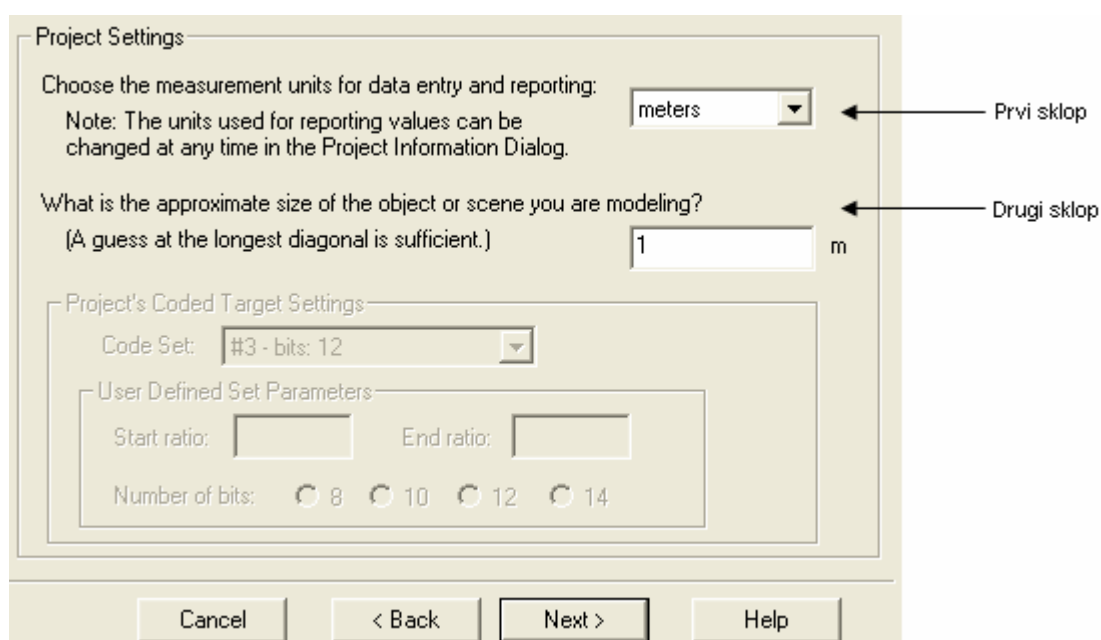 Project Settings
Choose the measurement units for data entry and reporting:
meters
Prvi sklop
Note: The units used for reporting values can be
changed at any time in the Project Information Dialog.
What is the approximate size of the object or scene you are modeling?
Drugi sklop
(A guess at the longest diagonal is sufficient.)
1 m
Project's Coded Target Settings
Code Set: #3 - bits: 12
User Defined Set Parameters
Start ratio: End ratio:
Number of bits: 8 10 12 14
Cancel < Back Next > Help